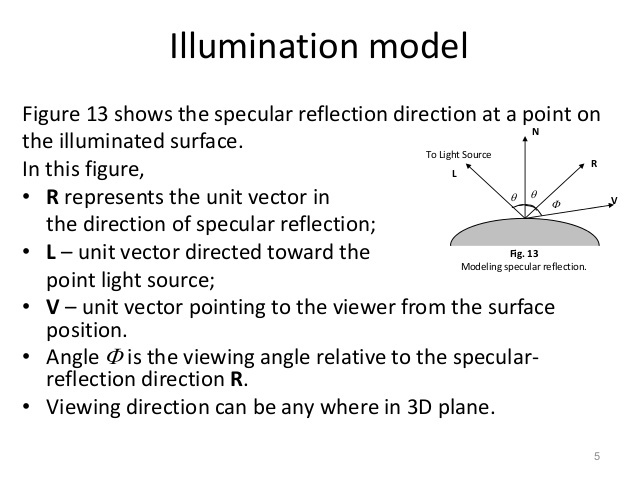 Illumination model
Figure 13 shows the specular reflection direction at a point on
the illuminated surface.
In this figure,
• R represents the unit vector in
the direction of specular reflection;
• L – unit vector directed toward the
point light source;
• V – unit vector pointing to the viewer from the surface
position.
• Angle Φ is the viewing angle relative to the specular-
reflection direction R.
• Viewing direction can be any where in 3D plane.
N
To Light Source
L
R
θ θ
Φ
V
Fig. 13
Modeling specular reflection.
5